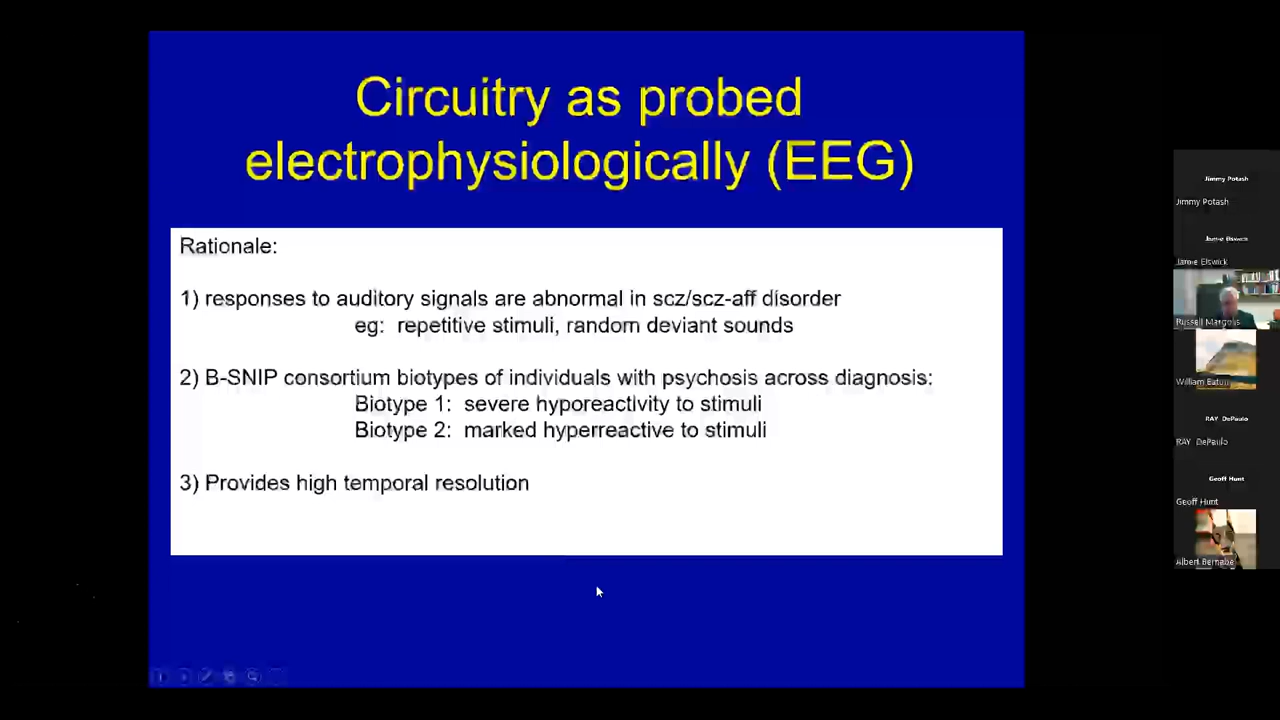 Circuitry as probed
electrophysiologically (EEG)
Rationale:
1) responses to auditory signals are abnormal in scz/scz-aff disorder
eg: repetitive stimuli, random deviant sounds
2) B-SNIP consortium biotypes of individuals with psychosis across diagnosis:
Biotype 1: severe hyporeactivity to stimuli
Biotype 2: marked hyperreactive to stimuli
3) Provides high temporal resolution
Jimmy Potash
Jimmy Potash
Jamie Elswick
Jamie Elswick
Russell Margolis
William Eaton
RAY DePaulo
RAY DePaulo
Geoff Hunt
Geoff Hunt
Albert Bernabe